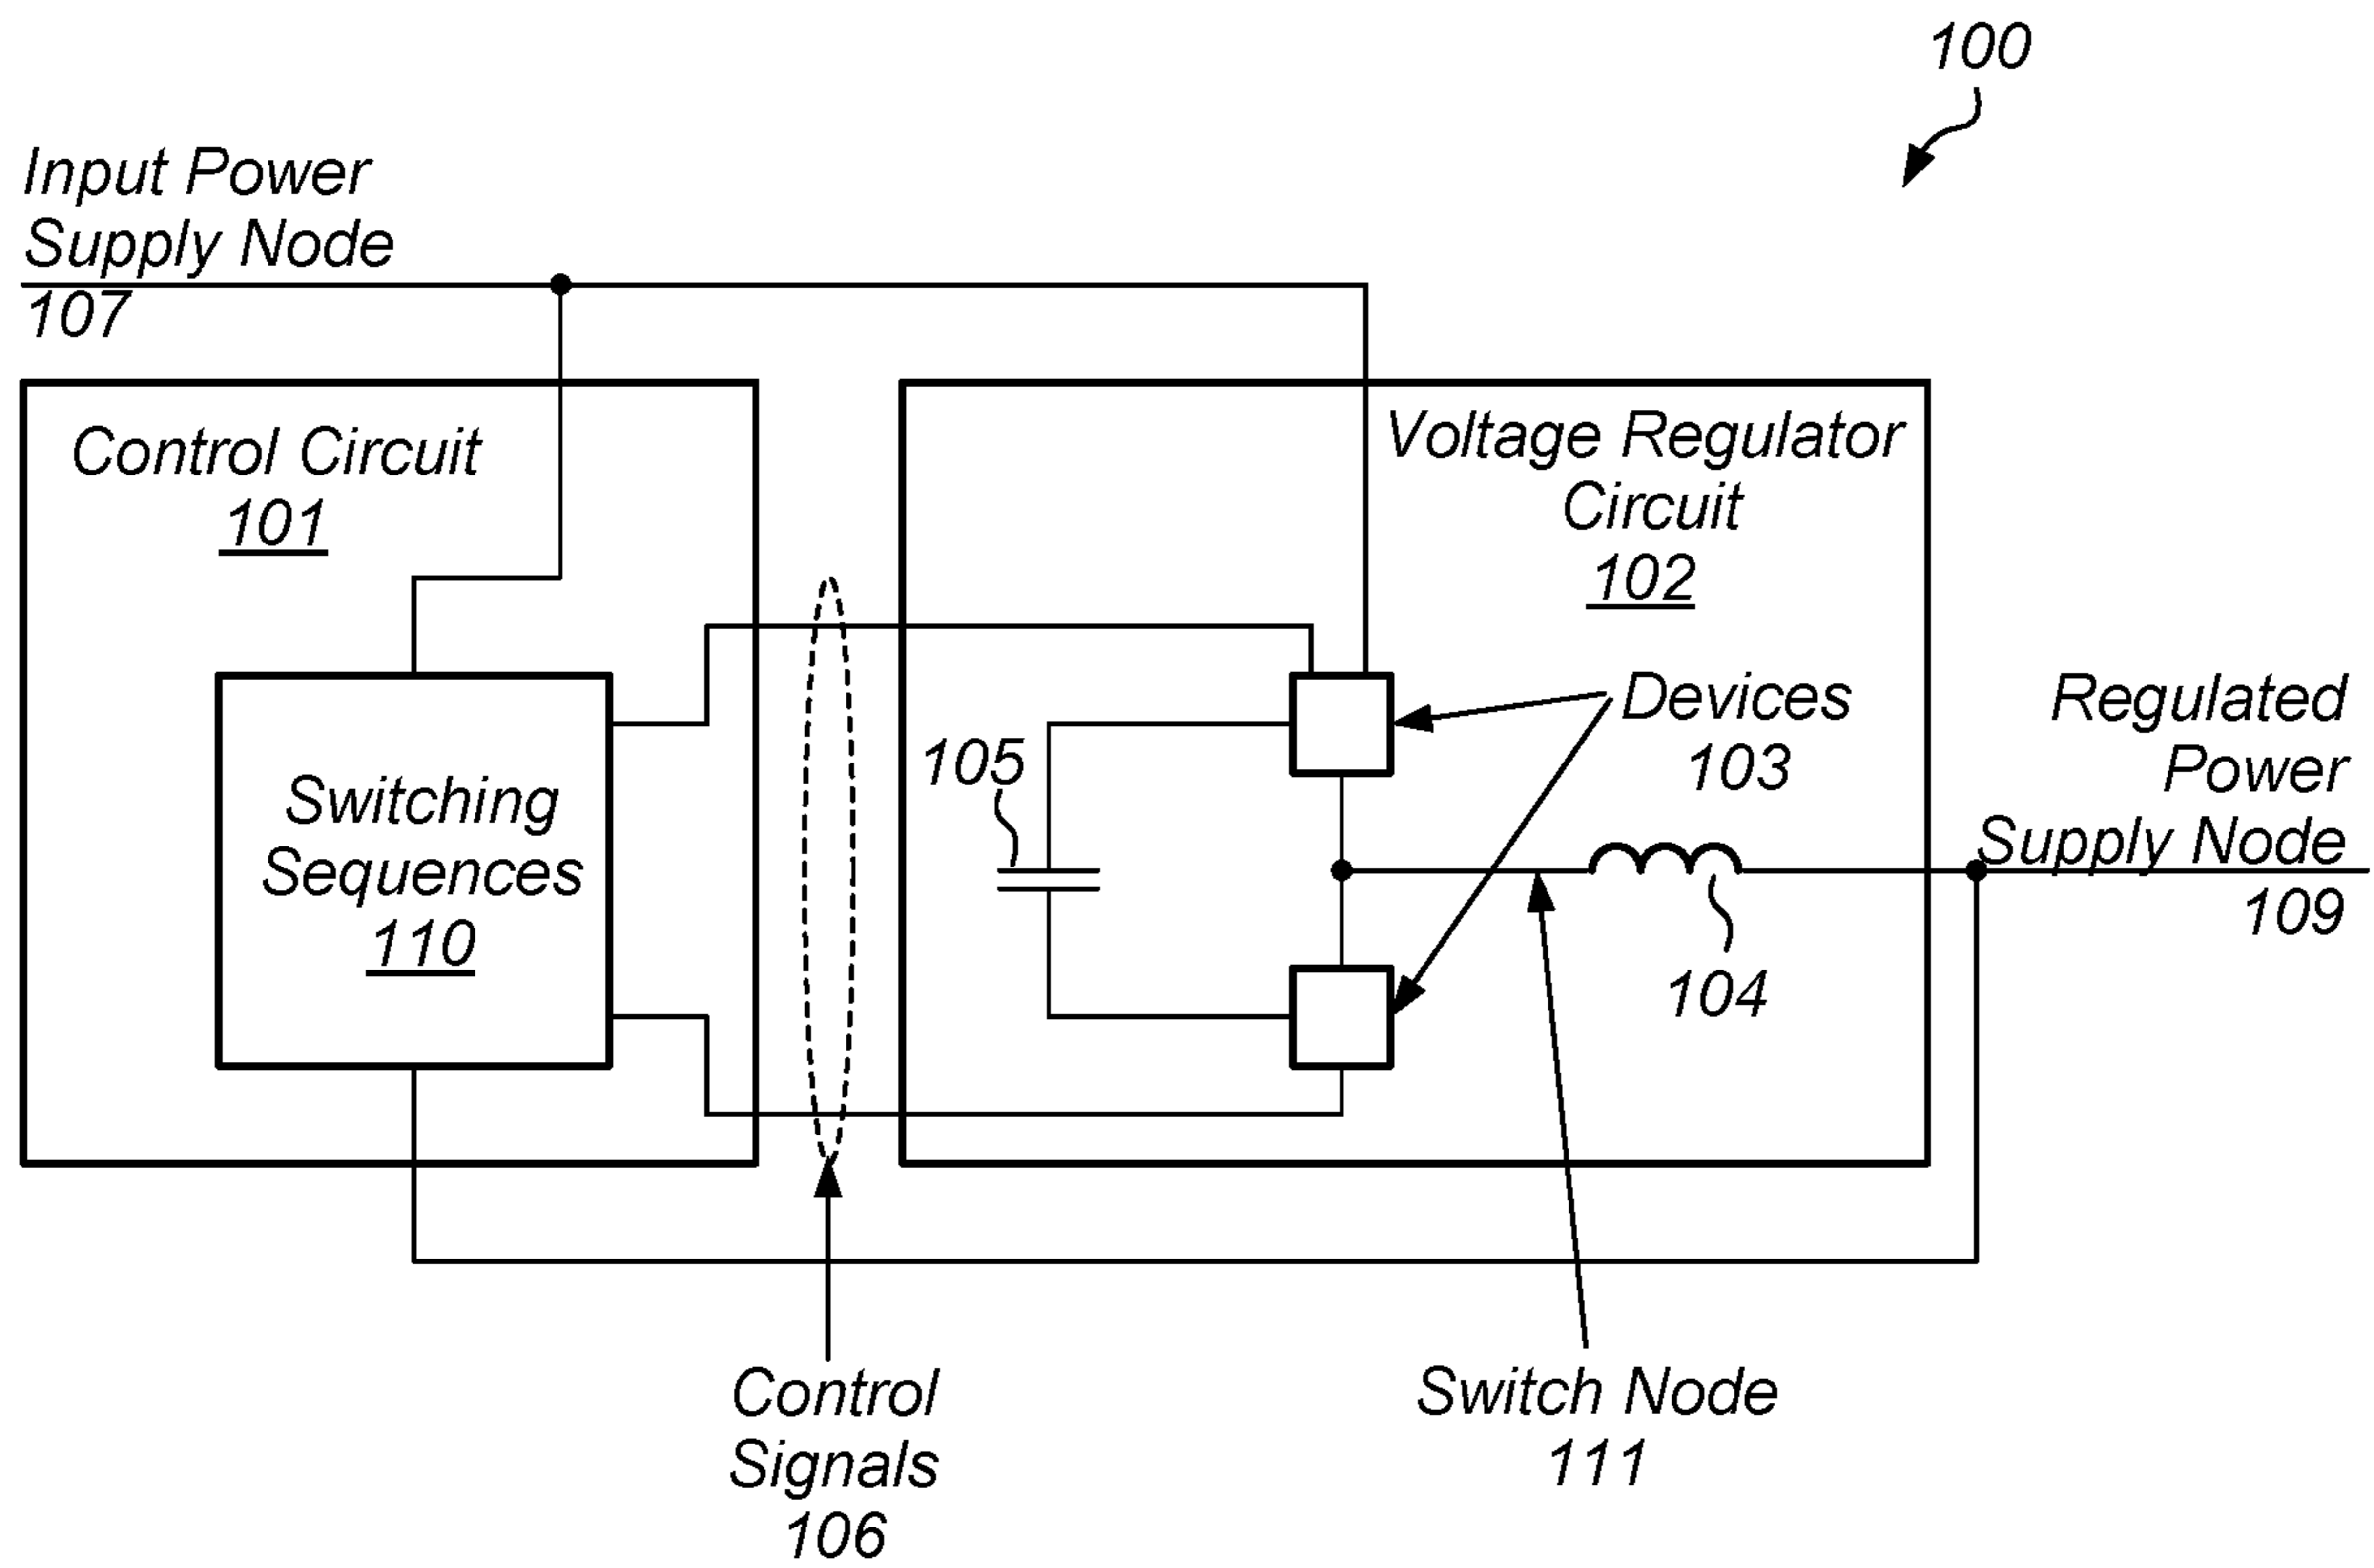 100
Input Power
Supply Node
107
Control Circuit
101
Voltage Regulator
Circuit
102
Switching
Sequences
110
105
Devices
103
Regulated
Power
Supply Node
109
104
Control
Signals
106
Switch Node
111